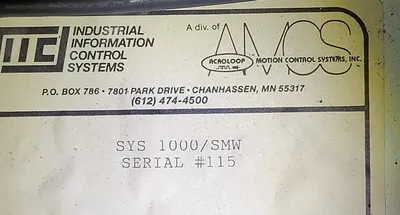 IIC
INDUSTRIAL
INFORMATION
CONTROL
SYSTEMS
A div. of
AMCS
ACROLOOP
MOTION CONTROL SYSTEMS, INC.
P.O. BOX 786 • 7801 PARK DRIVE • CHANHASSEN, MN 55317
(612) 474-4500
SYS 1000/SMW
SERIAL #115